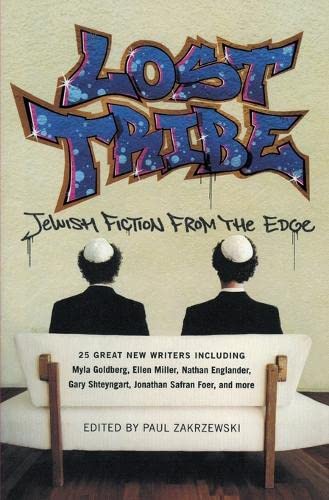 LOST
TRIBE
JEWISH FICTION FROM THE EDGE
25 GREAT NEW WRITERS INCLUDING
Myla Goldberg, Ellen Miller, Nathan Englander,
Gary Shteyngart, Jonathan Safran Foer, and more
EDITED BY PAUL ZAKRZEWSKI